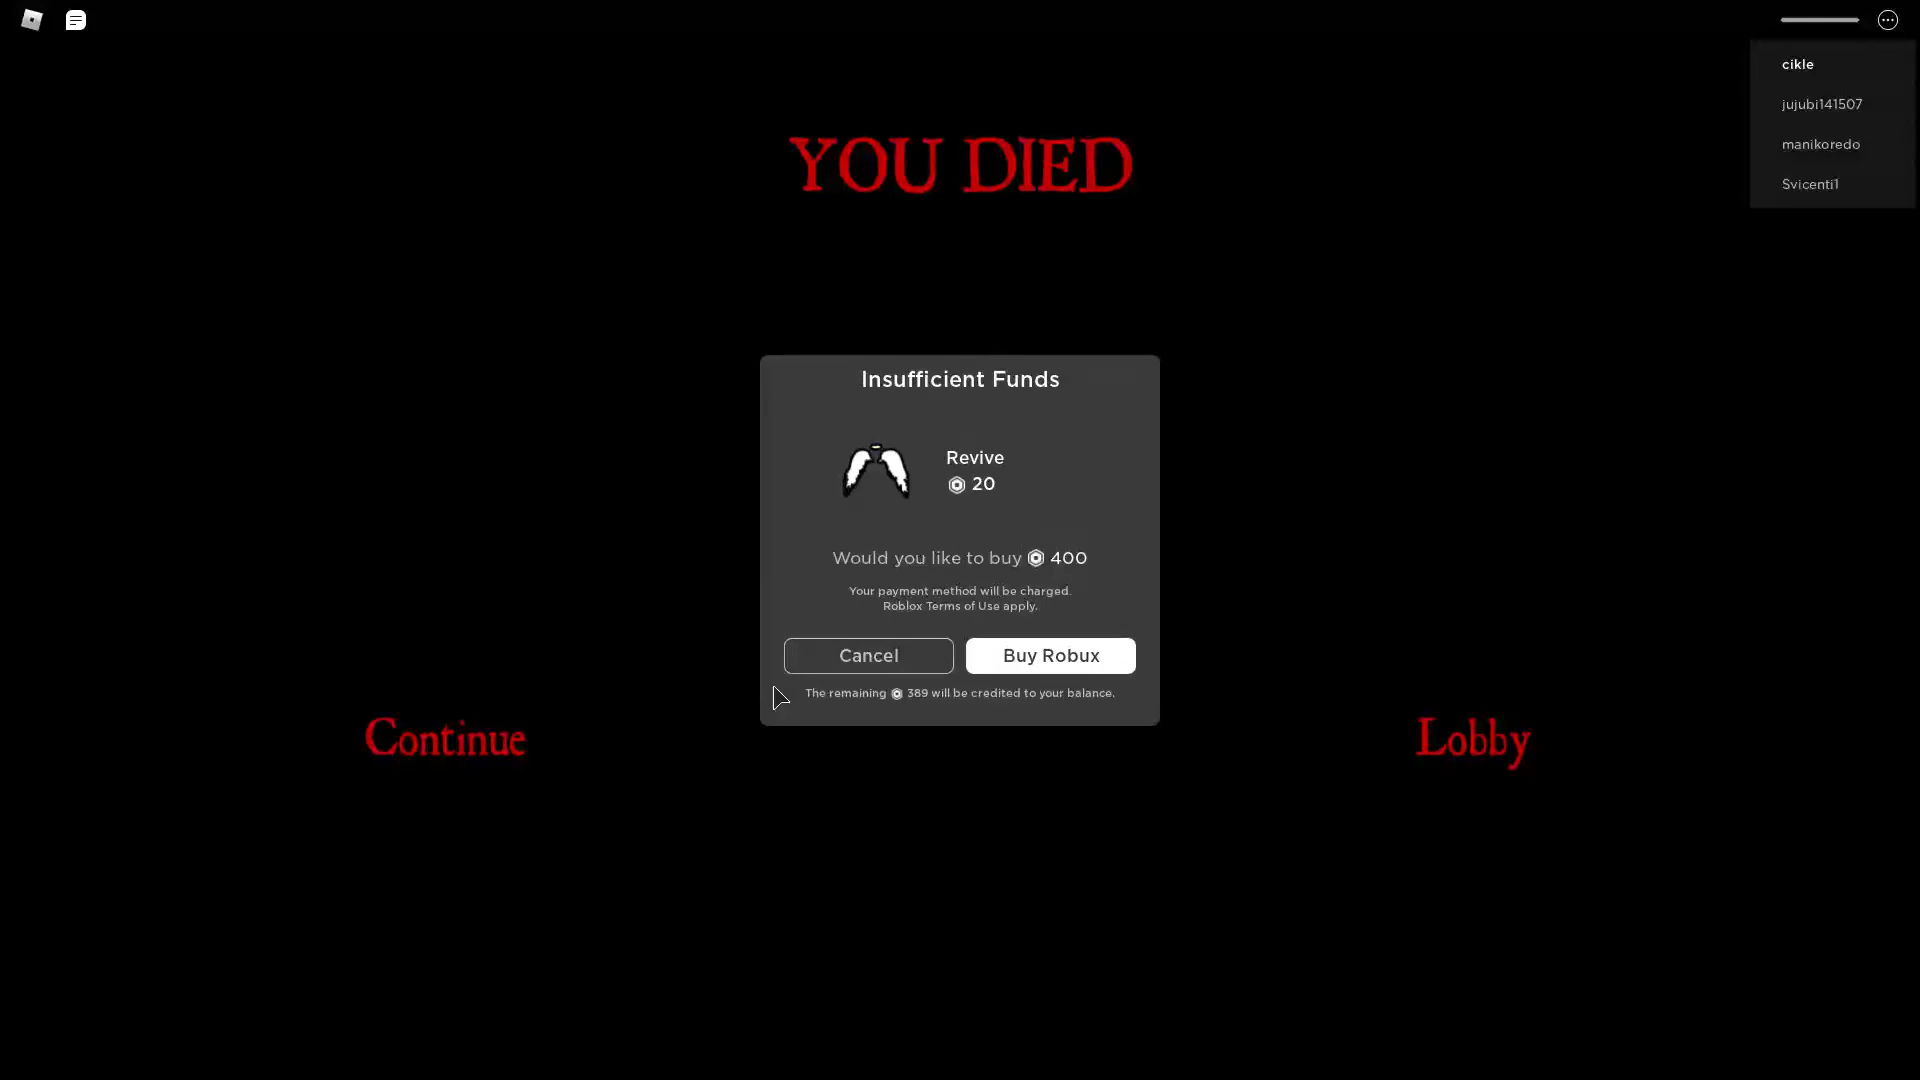 cikle
jujubi141507
manikoredo
Svicenti1
YOU DIED
Insufficient Funds
Revive
20
Would you like to buy 400
Your payment method will be charged.
Roblox Terms of Use apply.
Cancel
Buy Robux
The remaining 389 will be credited to your balance.
Continue
Lobby